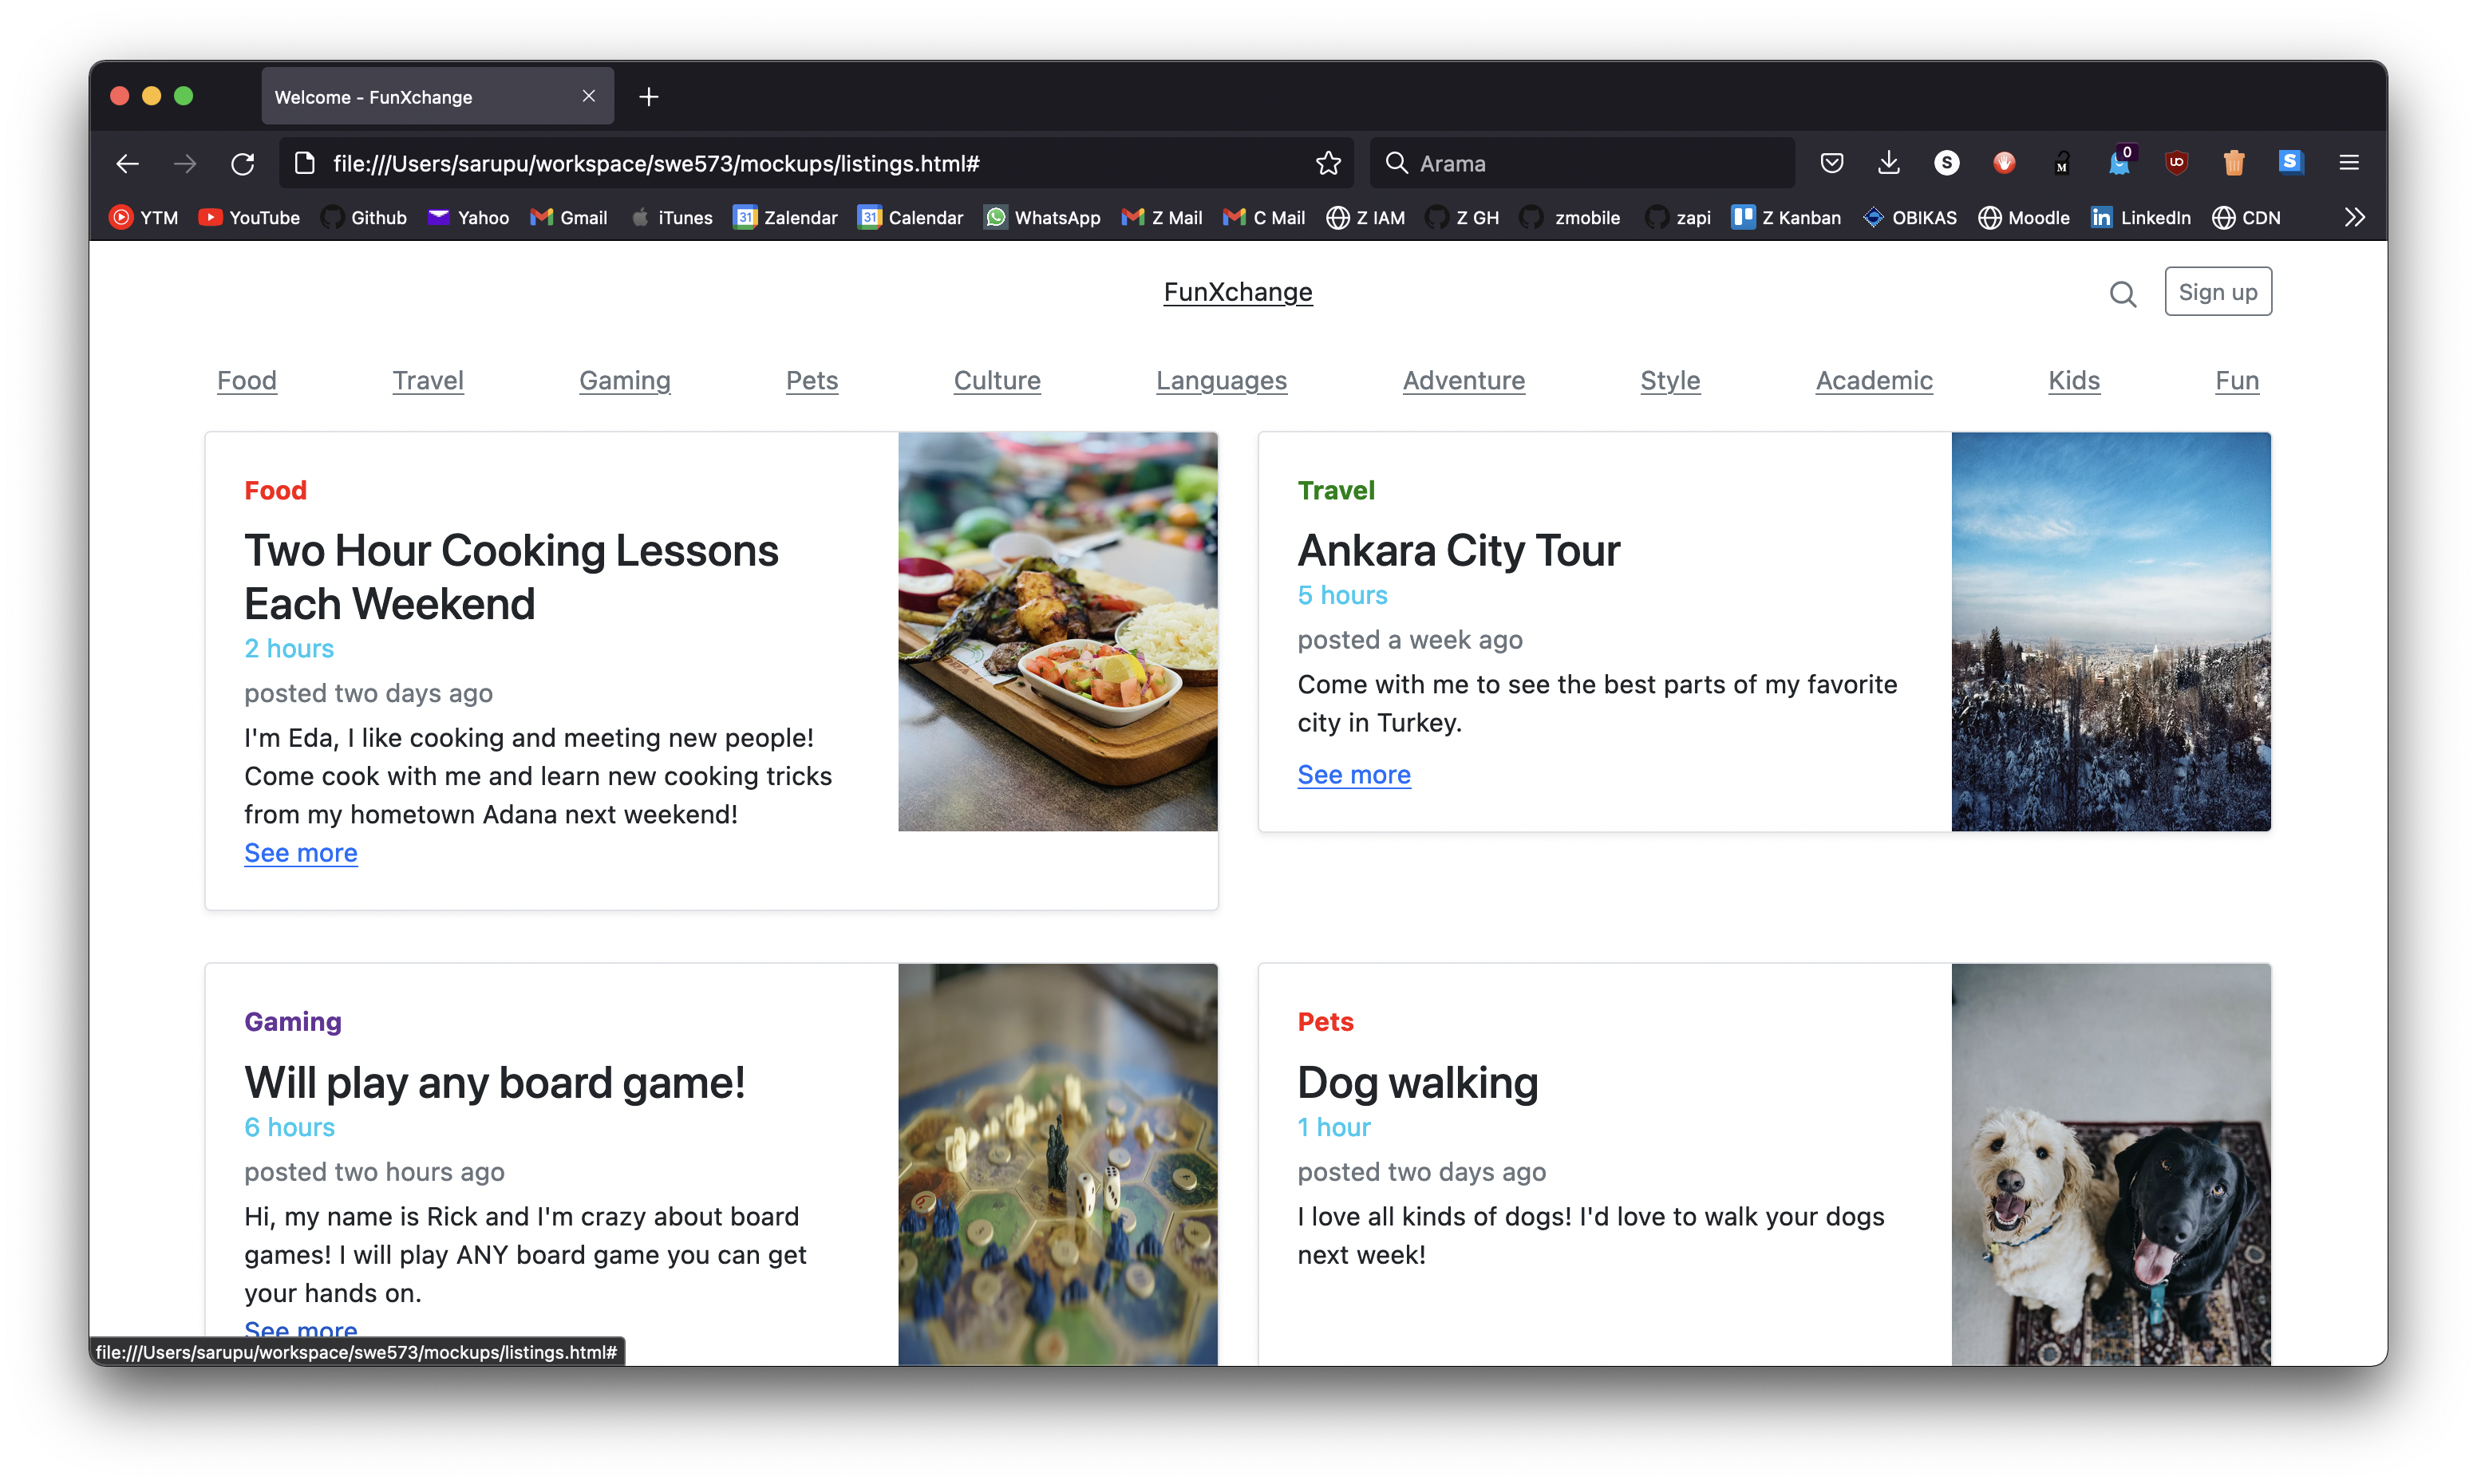 Welcome - FunXchange
file:///Users/sarupu/workspace/swe573/mockups/listings.html#
Arama
S
M
0
S
YTM YouTube Github Yahoo Gmail iTunes Zalendar Calendar WhatsApp Z Mail C Mail Z IAM Z GH zmobile zapi Z Kanban OBIKAS Moodle LinkedIn CDN
FunXchange
Sign up
Food Travel Gaming Pets Culture Languages Adventure Style Academic Kids Fun
Food
Two Hour Cooking Lessons
Each Weekend
2 hours
posted two days ago
I'm Eda, I like cooking and meeting new people!
Come cook with me and learn new cooking tricks
from my hometown Adana next weekend!
See more
Travel
Ankara City Tour
5 hours
posted a week ago
Come with me to see the best parts of my favorite
city in Turkey.
See more
Gaming
Will play any board game!
6 hours
posted two hours ago
Hi, my name is Rick and I'm crazy about board
games! I will play ANY board game you can get
your hands on.
See more
Pets
Dog walking
1 hour
posted two days ago
I love all kinds of dogs! I'd love to walk your dogs
next week!
file:///Users/sarupu/workspace/swe573/mockups/listings.html#